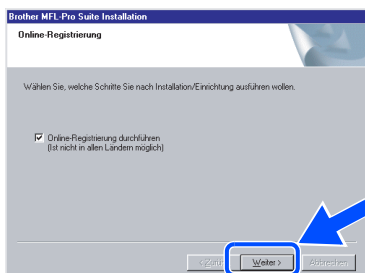 Brother MFL-Pro Suite Installation
Online-Registrierung
Wählen Sie, welche Schritte Sie nach Installation/Einrichtung ausführen wollen.
Online-Registrierung durchführen
(Ist nicht in allen Ländern möglich)
Weiter >
Abbrechen